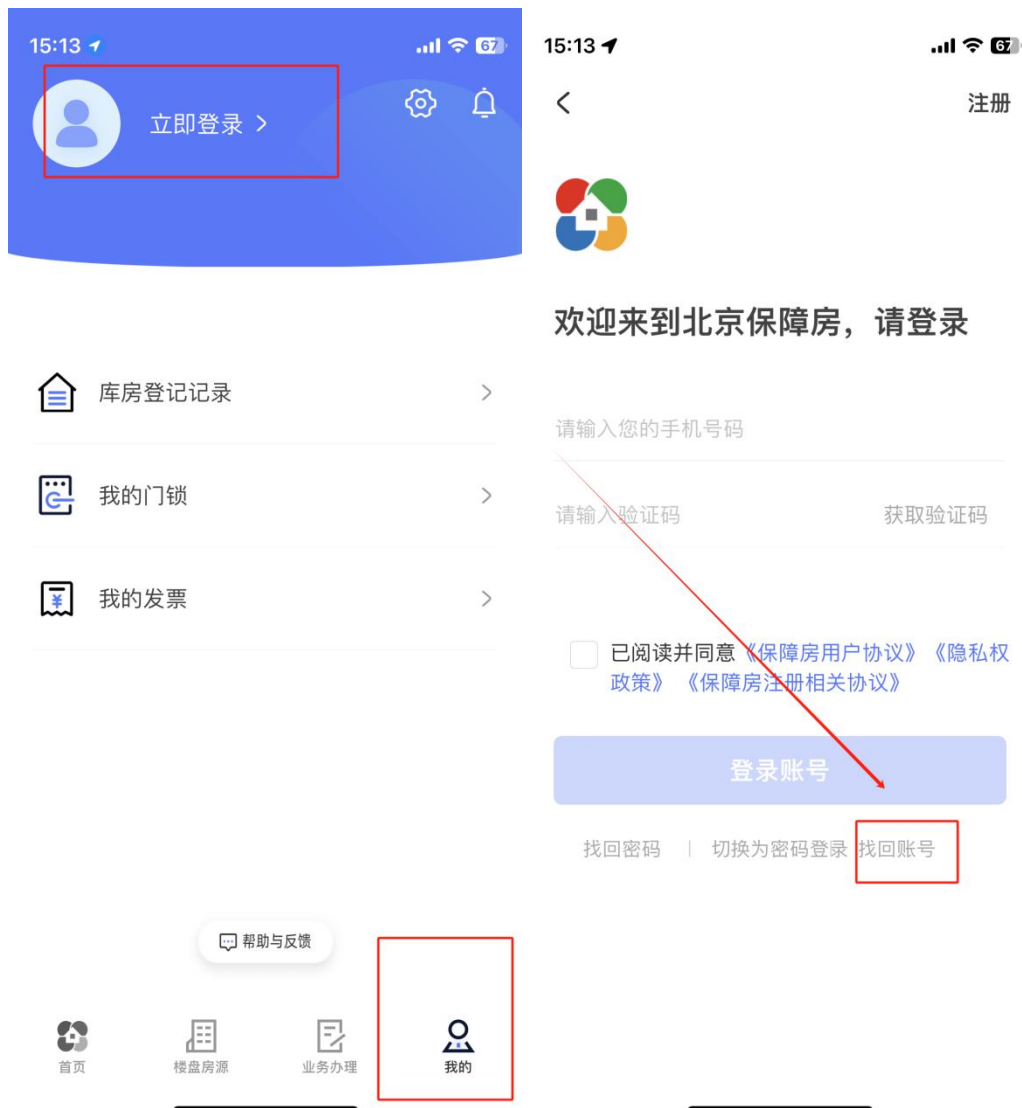 15:13
67
立即登录
库房登记记录
我的门锁
我的发票
帮助与反馈
首页
楼盘房源
业务办理
我的
15:13
67
注册
欢迎来到北京保障房，请登录
请输入您的手机号码
请输入验证码
获取验证码
已阅读并同意《保障房用户协议》《隐私权
政策》《保障房注册相关协议》
登录账号
找回密码 | 切换为密码登录 找回账号